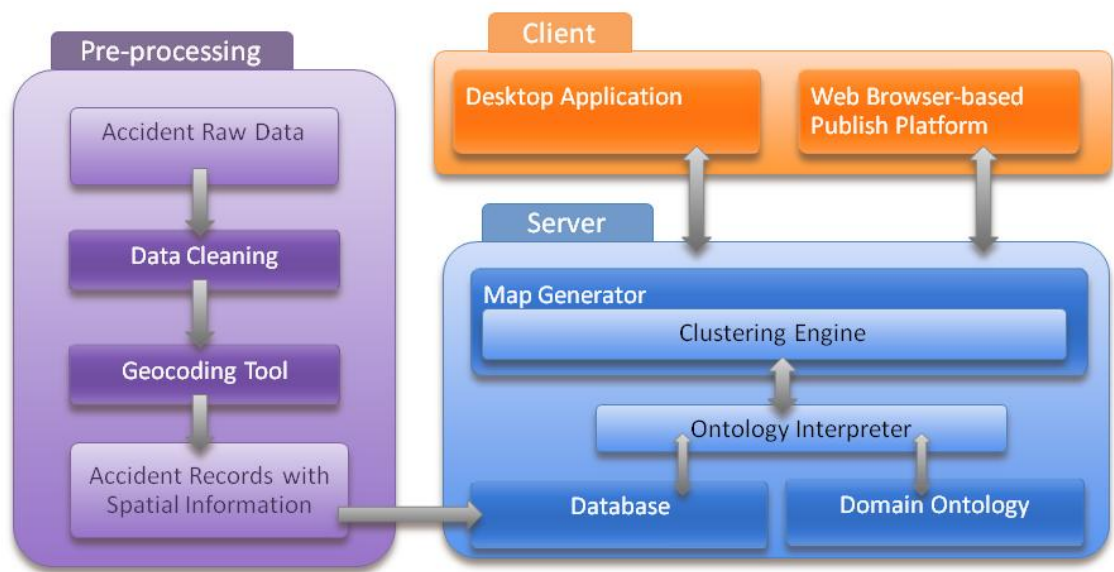 Pre-processing
Accident Raw Data
Data Cleaning
Geocoding Tool
Accident Records with
Spatial Information
Client
Desktop Application
Web Browser-based
Publish Platform
Server
Map Generator
Clustering Engine
Ontology Interpreter
Database
Domain Ontology